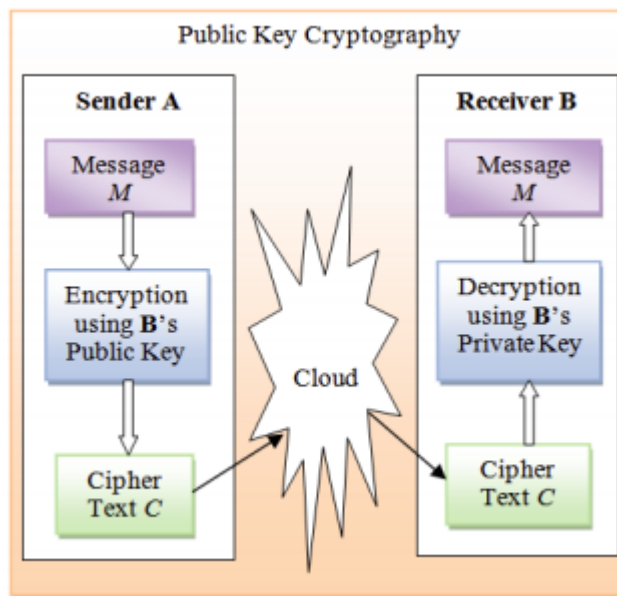 Public Key Cryptography
Sender A
Message
M
Encryption
using B's
Public Key
Cipher
Text C
Cloud
Receiver B
Message
M
Decryption
using B's
Private Key
Cipher
Text C